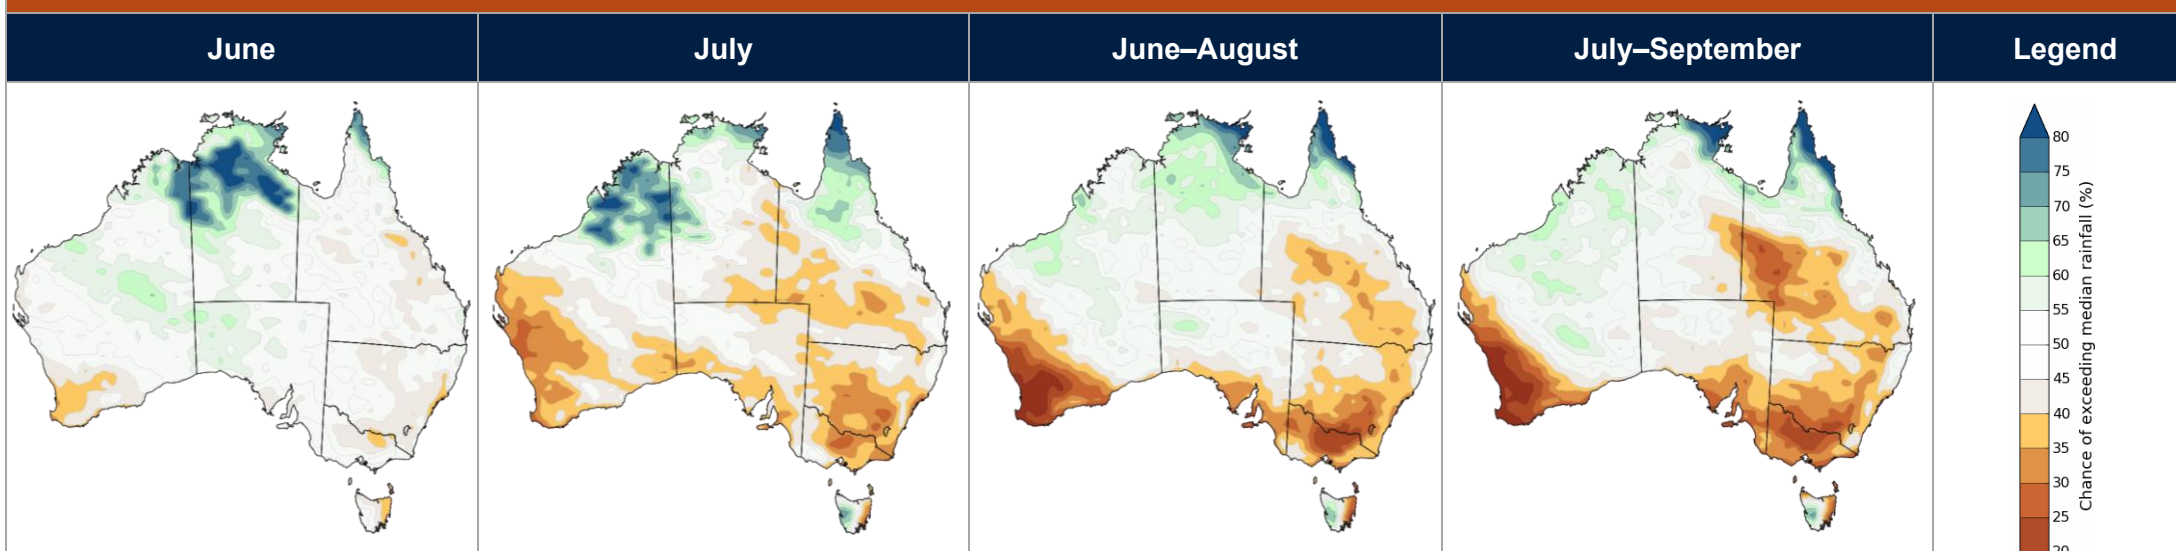 June
July
June–August
July–September
Legend
80
75
70
65
60
55
50
45
40
35
30
25
20
Chance of exceeding median rainfall (%)